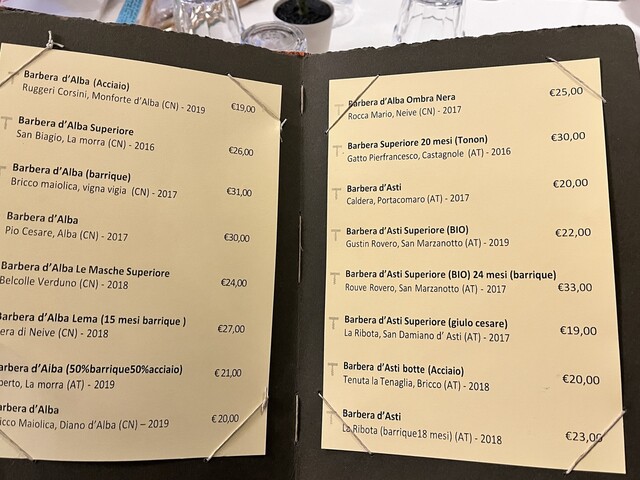 Barbera d'Alba (Acciaio)
Ruggeri Corsini, Monforte d'Alba (CN) - 2019 €19,00
Barbera d'Alba Superiore
San Biagio, La morra (CN) - 2016 €26,00
Barbera d'Alba (barrique)
Bricco maiolica, vigna vigia (CN) - 2017 €31,00
Barbera d'Alba
Pio Cesare, Alba (CN) - 2017 €30,00
Barbera d'Alba Le Masche Superiore
Belcolle Verduno (CN) - 2018 €24,00
Barbera d'Alba Lema (15 mesi barrique )
di Neive (CN) - 2018 €27,00
Barbera d'Alba (50%barrique50%acciaio)
La morra (AT) - 2019 €21,00
Barbera d'Alba
Maiolica, Diano d'Alba (CN) – 2019 €20,00
Barbera d'Alba Ombra Nera €25,00
Rocca Mario, Neive (CN) - 2017
Barbera Superiore 20 mesi (Tonon) €30,00
Gatto Pierfrancesco, Castagnole (AT) - 2016
Barbera d'Asti €20,00
Caldera, Portacomaro (AT) - 2017
Barbera d'Asti Superiore (BIO) €22,00
Gustin Rovero, San Marzanotto (AT) - 2019
Barbera d'Asti Superiore (BIO) 24 mesi (barrique)
Rouve Rovero, San Marzanotto (AT) - 2017 €33,00
Barbera d'Asti Superiore (giulo cesare)
La Ribota, San Damiano d' Asti (AT) - 2017 €19,00
Barbera d'Asti botte (Acciaio)
Tenuta la Tenaglia, Bricco (AT) - 2018 €20,00
Barbera d'Asti
La Ribota (barrique18 mesi) (AT) - 2018 €23,00